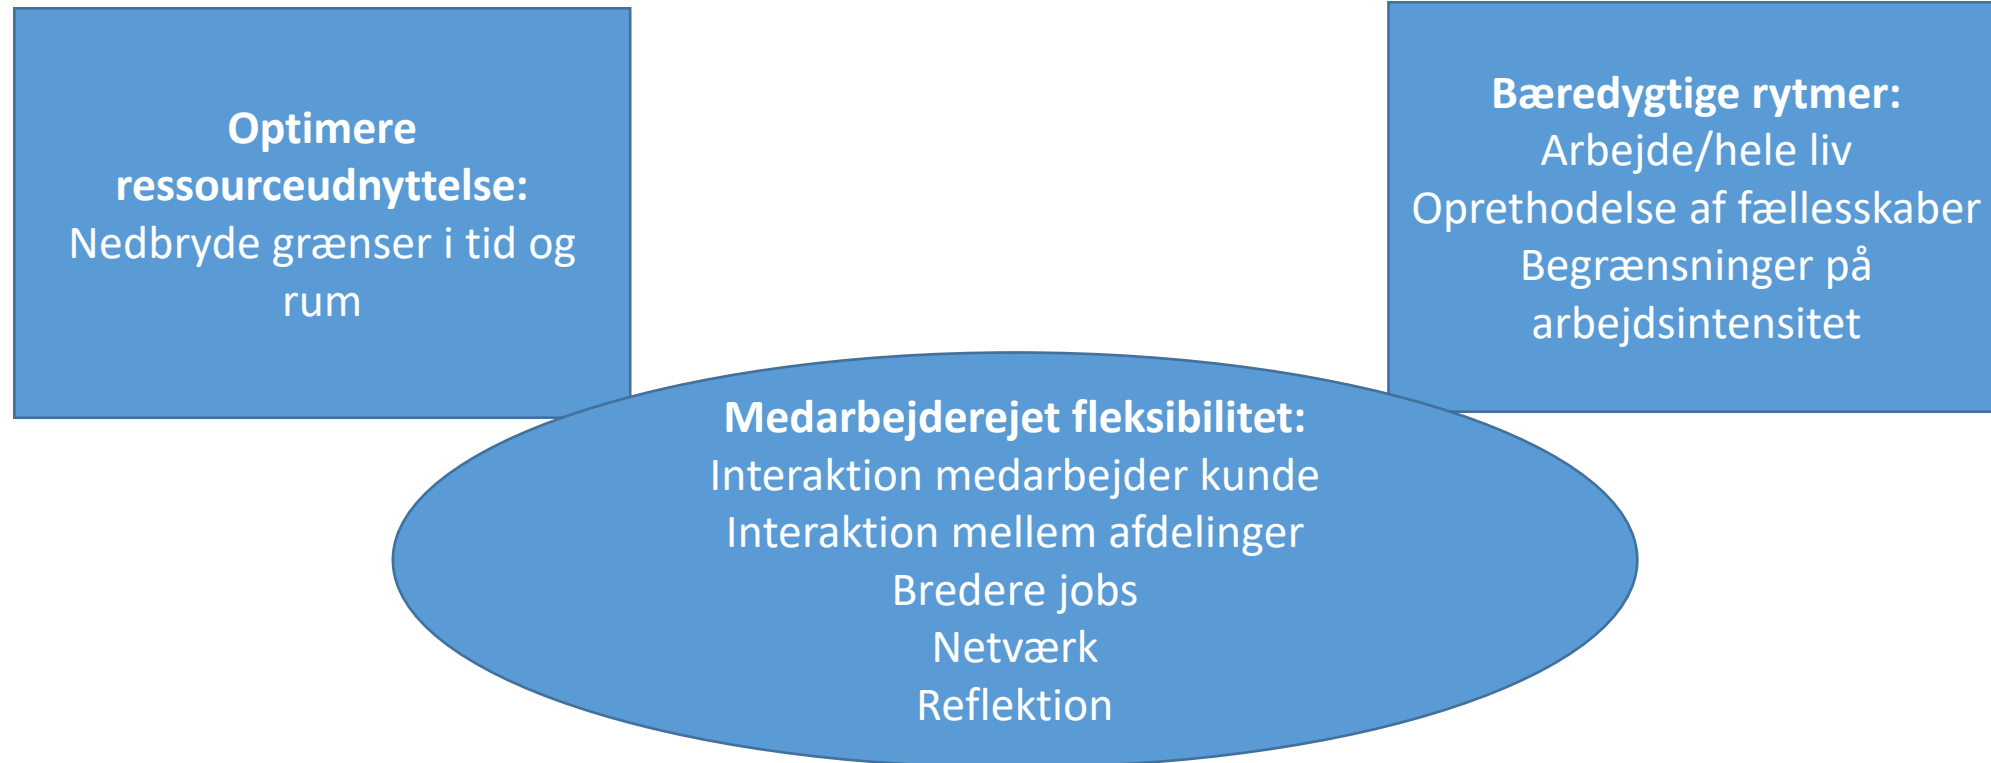 Optimere
ressourceudnyttelse:
Nedbryde grænser i tid og
rum
Bæredygtige rytmer:
Arbejde/hele liv
Oprethodelse af fællesskaber
Begrænsninger på
arbejdsintensitet
Medarbejderejet fleksibilitet:
Interaktion medarbejder kunde
Interaktion mellem afdelinger
Bredere jobs
Netværk
Reflektion